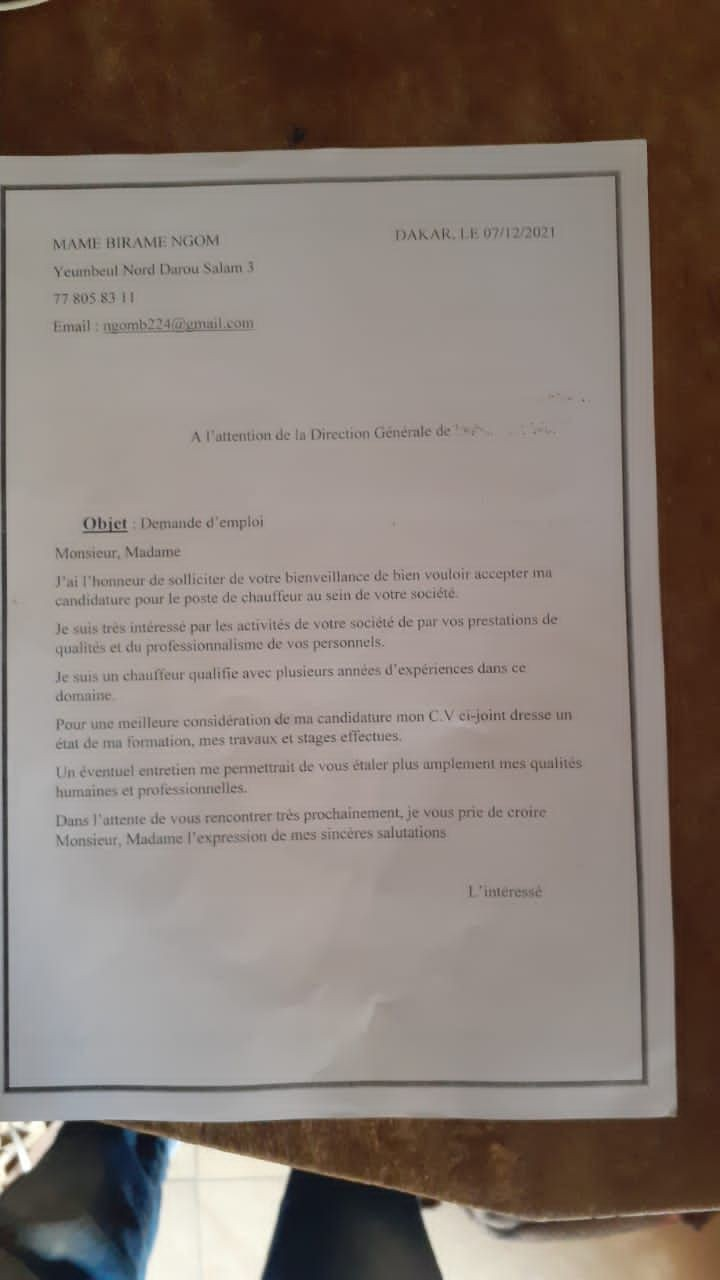 MAME BIRAME NGOM
DAKAR, LE 07/12/2021
Yeumbeul Nord Darou Salam 3
77 805 83 11
Email : ngomb224@gmail.com
A l'attention de la Direction Générale de
Objet : Demande d'emploi
Monsieur, Madame
J'ai l'honneur de solliciter de votre bienveillance de bien vouloir accepter ma
candidature pour le poste de chauffeur au sein de votre société.
Je suis très intéressé par les activités de votre société de par vos prestations de
qualités et du professionnalisme de vos personnels.
Je suis un chauffeur qualifie avec plusieurs années d'expériences dans ce
domaine.
Pour une meilleure considération de ma candidature mon C.V ci-joint dresse un
état de ma formation, mes travaux et stages effectues.
Un éventuel entretien me permettrait de vous étaler plus amplement mes qualités
humaines et professionnelles.
Dans l'attente de vous rencontrer très prochainement, je vous prie de croire
Monsieur, Madame l'expression de mes sincères salutations
L'intéressé